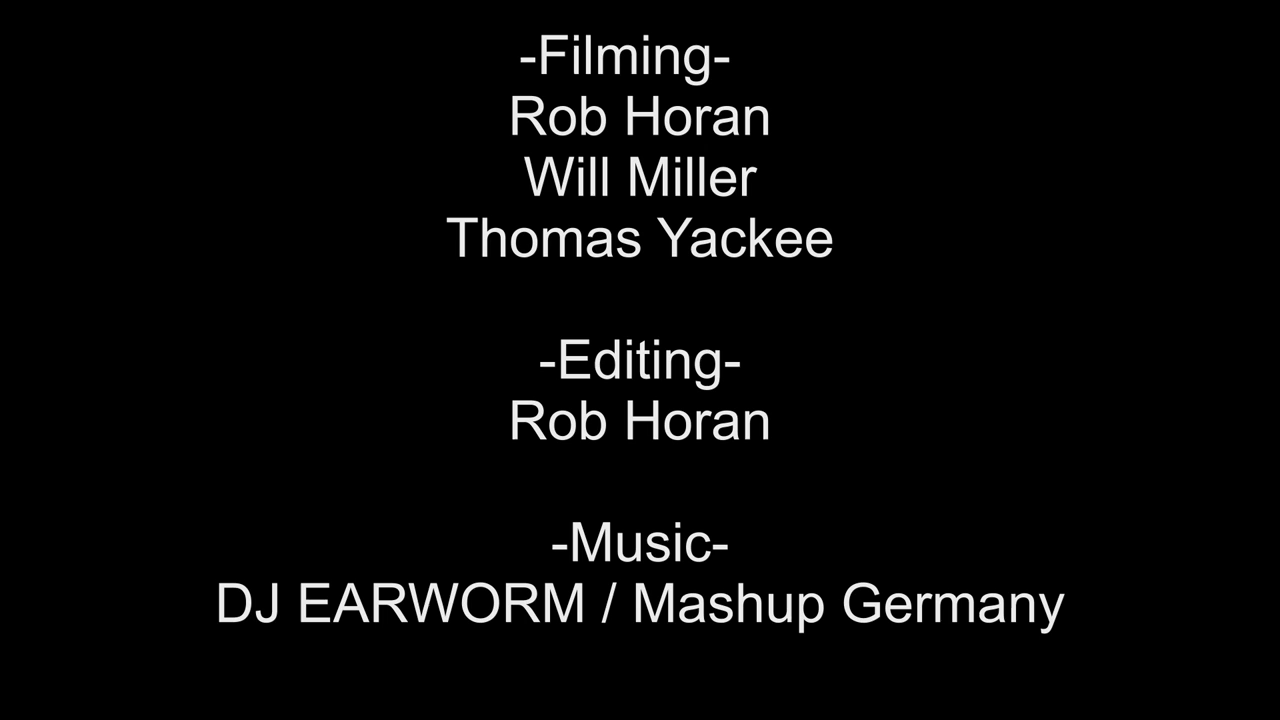 -Filming-
Rob Horan
Will Miller
Thomas Yackee
-Editing-
Rob Horan
-Music-
DJ EARWORM / Mashup Germany